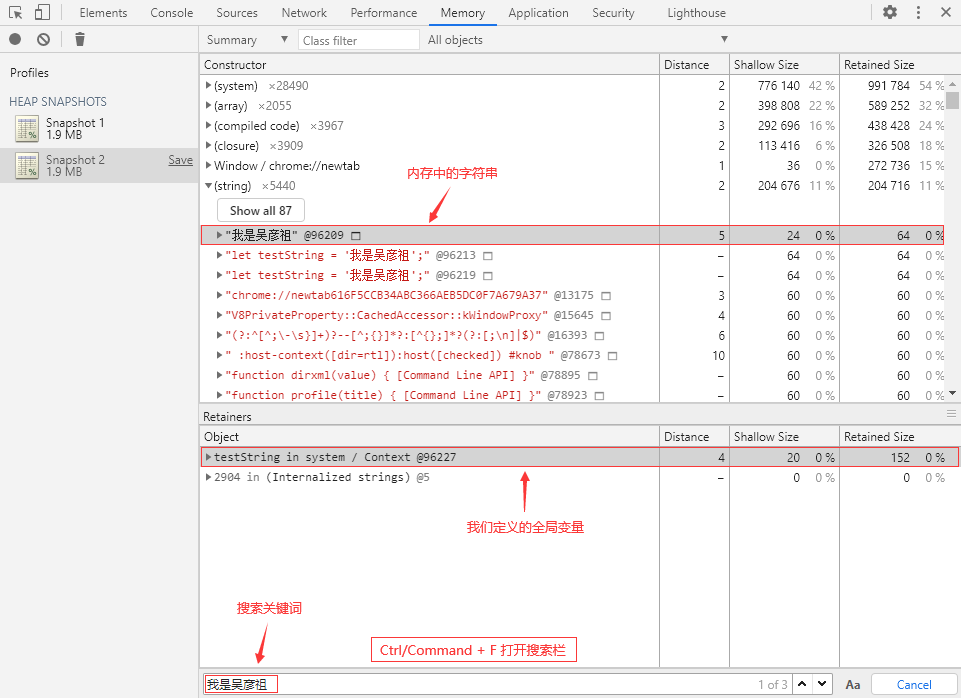 Elements Console Sources Network Performance Memory Application Security Lighthouse
Summary Class filter All objects
Profiles
HEAP SNAPSHOTS
Snapshot 1
1.9 MB
Snapshot 2 Save
1.9 MB
Constructor Distance Shallow Size Retained Size
(system) ×28490 2 776 140 42 % 991 784 54 %
(array) ×2055 2 398 808 22 % 589 252 32 %
(compiled code) ×3967 3 292 696 16 % 438 428 24 %
(closure) ×3909 2 113 416 6 % 326 508 18 %
Window / chrome://newtab 1 36 0 % 272 736 15 %
(string) ×5440 2 204 676 11 % 204 716 11 %
内存中的字符串
Show all 87
"我是吴彦祖" @96209 5 24 0 % 64 0 %
"let testString = '我是吴彦祖';" @96213 – 64 0 % 64 0 %
"let testString = '我是吴彦祖';" @96219 – 64 0 % 64 0 %
"chrome://newtab616F5CCB34ABC366AEB5DC0F7A679A37" @13175 3 60 0 % 60 0 %
"V8PrivateProperty::CachedAccessor::kWindowProxy" @15645 4 60 0 % 60 0 %
"(?:^[^;\-\s}]+)?--[^;{}]*?:[^{};]*?(?:[;\n]|$)" @16393 6 60 0 % 60 0 %
" :host-context([dir=rtl]):host([checked]) #knob " @78673 10 60 0 % 60 0 %
"function dirxml(value) { [Command Line API] }" @78895 – 60 0 % 60 0 %
"function profile(title) { [Command Line API] }" @78923 – 60 0 % 60 0 %
Retainers
Object Distance Shallow Size Retained Size
testString in system / Context @96227 4 20 0 % 152 0 %
2904 in (Internalized strings) @5 – 0 0 % 0 0 %
我们定义的全局变量
搜索关键词
Ctrl/Command + F 打开搜索栏
我是吴彦祖 1 of 3 Aa Cancel